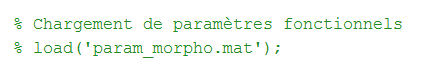 % Chargement de paramètres fonctionnels
% load('param_morpho.mat');